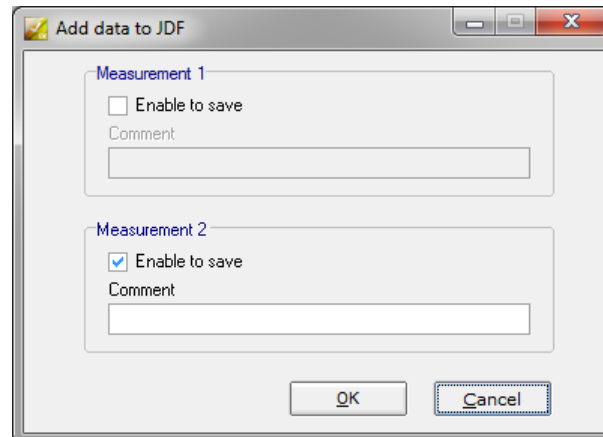 Add data to JDF
Measurement 1
Enable to save
Comment
Measurement 2
Enable to save
Comment
OK
Cancel